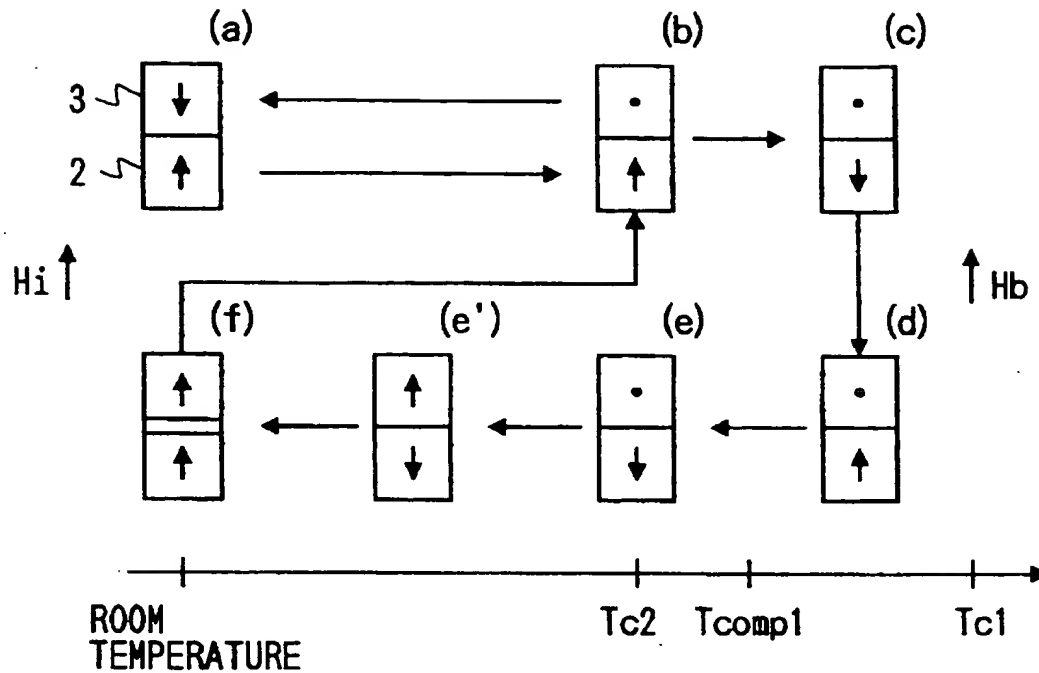 (a)
(b)
(c)
3
2
Hi
Hb
(f)
(e')
(e)
(d)
ROOM
TEMPERATURE
Tc2
Tcomp1
Tc1